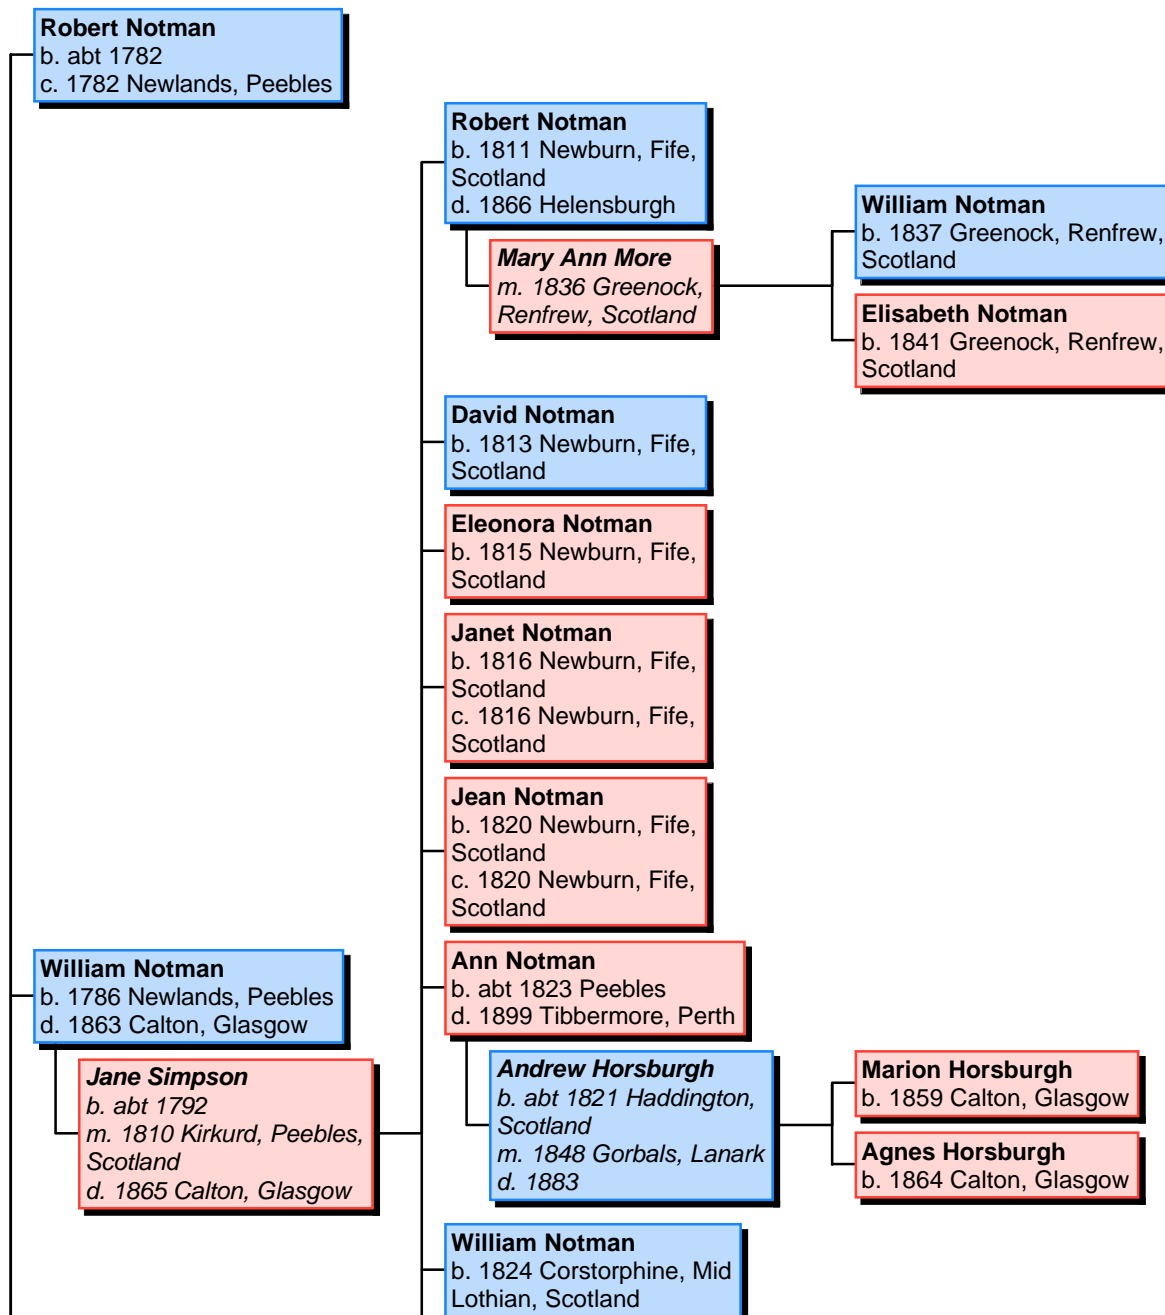 Robert Notman
b. abt 1782
c. 1782 Newlands, Peebles
Robert Notman
b. 1811 Newburn, Fife,
Scotland
d. 1866 Helensburgh
Mary Ann More
m. 1836 Greenock,
Renfrew, Scotland
William Notman
b. 1837 Greenock, Renfrew,
Scotland
Elisabeth Notman
b. 1841 Greenock, Renfrew,
Scotland
David Notman
b. 1813 Newburn, Fife,
Scotland
Eleonora Notman
b. 1815 Newburn, Fife,
Scotland
Janet Notman
b. 1816 Newburn, Fife,
Scotland
c. 1816 Newburn, Fife,
Scotland
Jean Notman
b. 1820 Newburn, Fife,
Scotland
c. 1820 Newburn, Fife,
Scotland
William Notman
b. 1786 Newlands, Peebles
d. 1863 Calton, Glasgow
Jane Simpson
b. abt 1792
m. 1810 Kirkurd, Peebles,
Scotland
d. 1865 Calton, Glasgow
Ann Notman
b. abt 1823 Peebles
d. 1899 Tibbermore, Perth
Andrew Horsburgh
b. abt 1821 Haddington,
Scotland
m. 1848 Gorbals, Lanark
d. 1883
Marion Horsburgh
b. 1859 Calton, Glasgow
Agnes Horsburgh
b. 1864 Calton, Glasgow
William Notman
b. 1824 Corstorphine, Mid
Lothian, Scotland